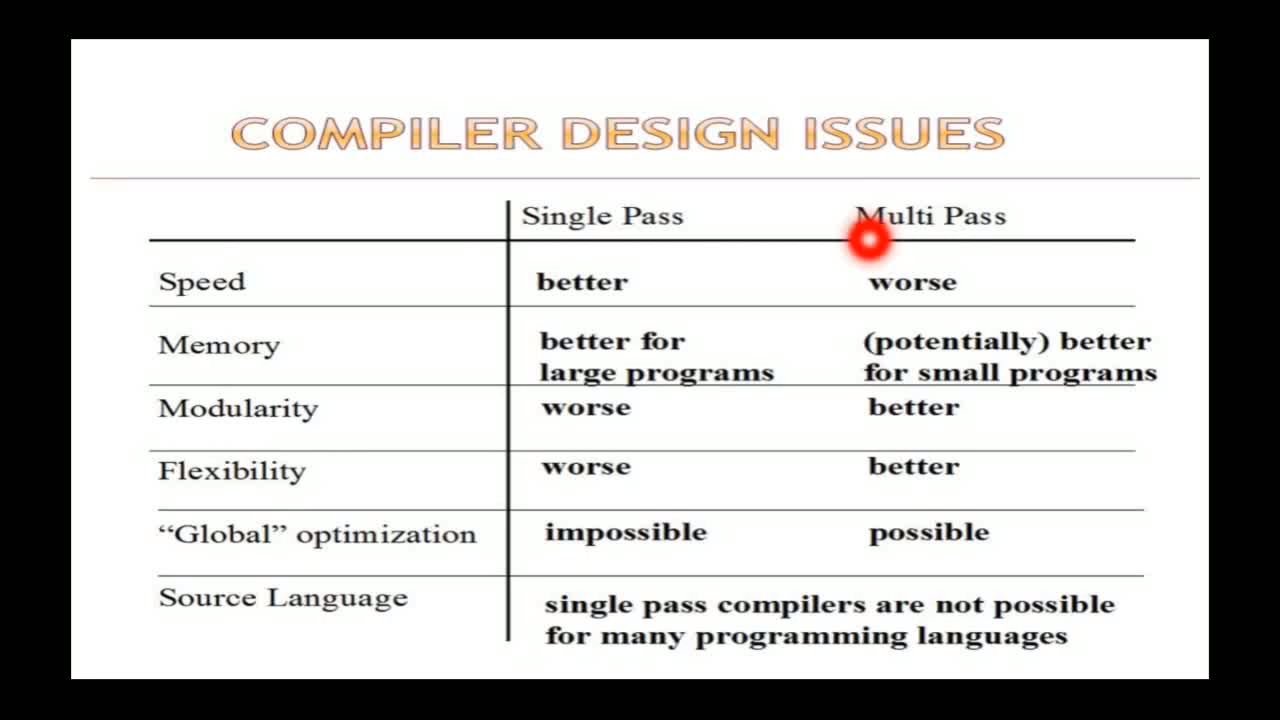 COMPILER DESIGN ISSUES
Single Pass Multi Pass
Speed better worse
Memory better for large programs (potentially) better for small programs
Modularity worse better
Flexibility worse better
“Global” optimization impossible possible
Source Language single pass compilers are not possible
for many programming languages